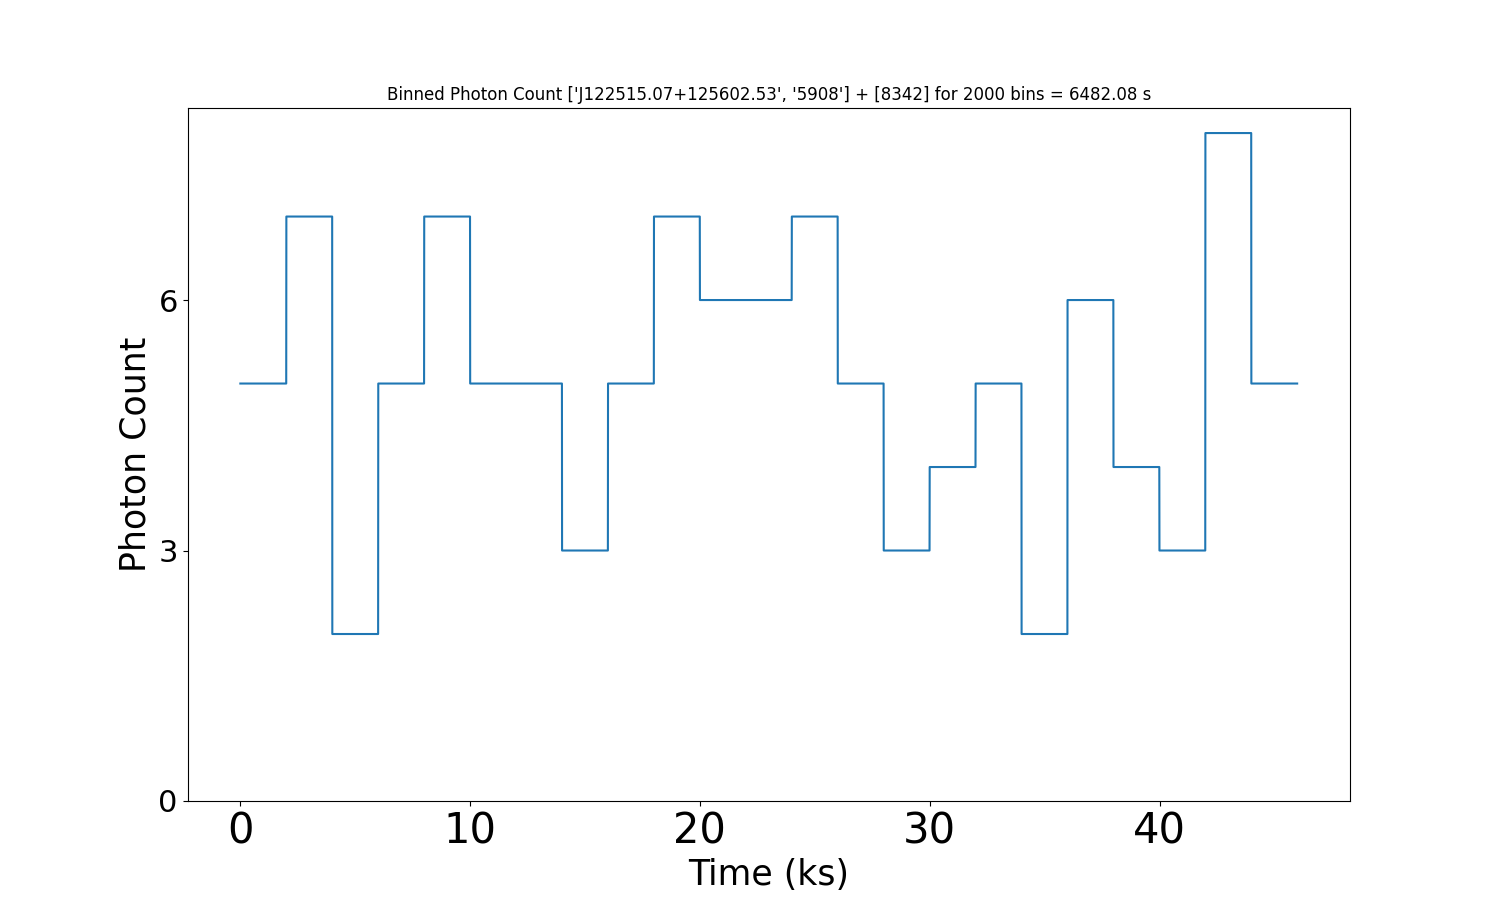 Binned Photon Count ['J122515.07+125602.53', '5908'] + [8342] for 2000 bins = 6482.08 s
Photon Count
6
3
0
0 10 20 30 40
Time (ks)